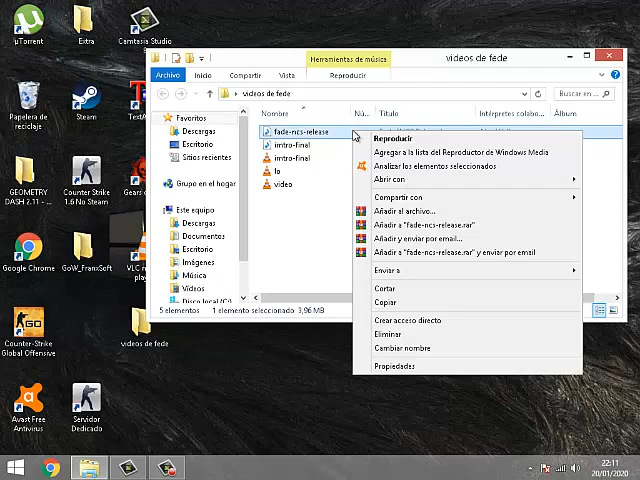 µTorrent
Extra
Camtasia Studio
Papelera de
reciclaje
Steam
GEOMETRY
DASH 2.11 - ...
Counter Strike
1.6 No Steam
Gears o
Google Chrome
GoW_FranxSoft
VLC n
play
Counter-Strike
Global Offensive
videos de fede
Avast Free
Antivirus
Servidor
Dedicado
Herramientas de música
videos de fede
Archivo
Inicio
Compartir
Vista
Reproducir
videos de fede
Buscar en ...
Nombre
Nú...
Título
Intérpretes colabo...
Álbum
Favoritos
Descargas
Escritorio
Sitios recientes
Grupo en el hogar
Este equipo
Descargas
Documentos
Escritorio
Imágenes
Música
Vídeos
Disco local (C:)
fade-ncs-release
imtro-final
imtro-final
lo
video
5 elementos
1 elemento seleccionado 3,96 MB
Reproducir
Agregar a la lista del Reproductor de Windows Media
Analizar los elementos seleccionados
Abrir con
Compartir con
Añadir al archivo...
Añadir a "fade-ncs-release.rar"
Añadir y enviar por email...
Añadir a "fade-ncs-release.rar" y enviar por email
Enviar a
Cortar
Copiar
Crear acceso directo
Eliminar
Cambiar nombre
Propiedades
22:11
20/01/2020